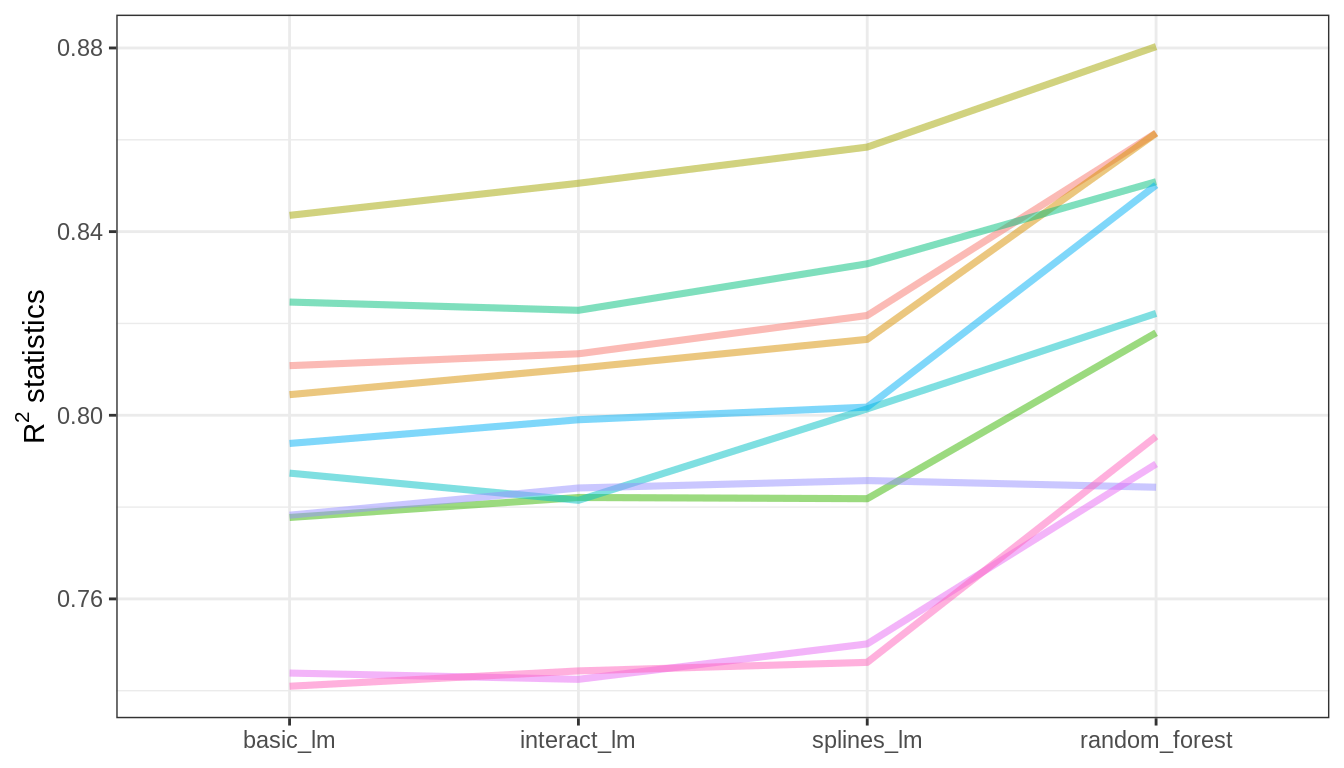 0.88
0.84
0.80
0.76
R² statistics
basic_lm interact_lm splines_lm random_forest